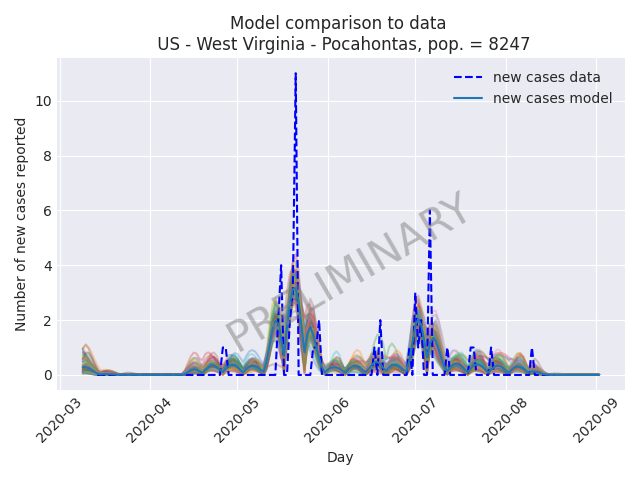 Model comparison to data
US - West Virginia - Pocahontas, pop. = 8247
Number of new cases reported
10
8
6
4
2
0
new cases data
new cases model
PRELIMINARY
2020-03
2020-04
2020-05
2020-06
2020-07
2020-08
2020-09
Day